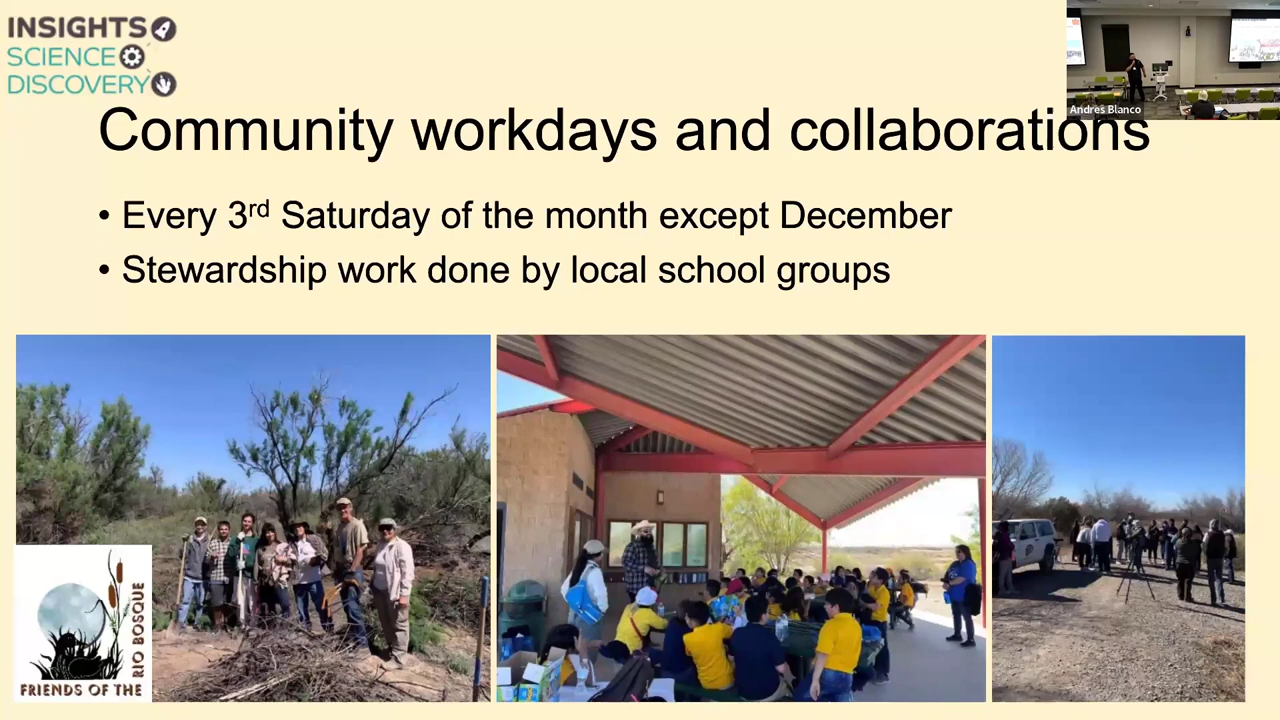 INSIGHTS
SCIENCE
DISCOVERY
Andres Blanco
Community workdays and collaborations
• Every 3rd Saturday of the month except December
• Stewardship work done by local school groups
FRIENDS OF THE
RIO BOSQUE